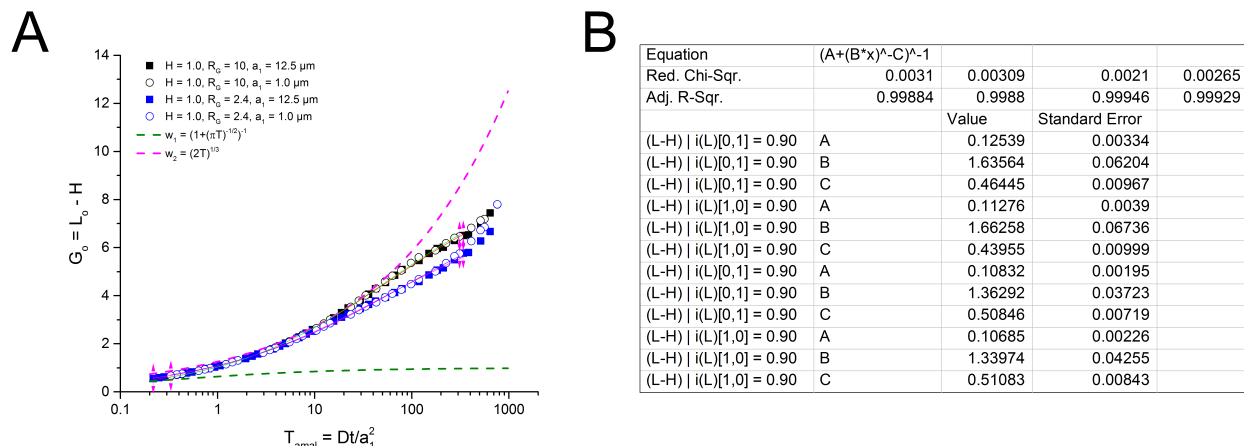 A
14
12
10
8
6
4
2
0
G₀ = L₀ - H
H = 1.0, R_G = 10, a₁ = 12.5 µm
H = 1.0, R_G = 10, a₁ = 1.0 µm
H = 1.0, R_G = 2.4, a₁ = 12.5 µm
H = 1.0, R_G = 2.4, a₁ = 1.0 µm
w₁ = (1+(πT)^-1/2)^-1
w₂ = (2T)^1/3
0.1 1 10 100 1000
T_amal = Dt/a₁²
B
Equation (A+(B*x)^-C)^-1
Red. Chi-Sqr. 0.0031 0.00309 0.0021 0.00265
Adj. R-Sqr. 0.99884 0.9988 0.99946 0.99929
Value Standard Error
(L-H) | i(L)[0,1] = 0.90 A 0.12539 0.00334
(L-H) | i(L)[0,1] = 0.90 B 1.63564 0.06204
(L-H) | i(L)[0,1] = 0.90 C 0.46445 0.00967
(L-H) | i(L)[1,0] = 0.90 A 0.11276 0.0039
(L-H) | i(L)[1,0] = 0.90 B 1.66258 0.06736
(L-H) | i(L)[1,0] = 0.90 C 0.43955 0.00999
(L-H) | i(L)[0,1] = 0.90 A 0.10832 0.00195
(L-H) | i(L)[0,1] = 0.90 B 1.36292 0.03723
(L-H) | i(L)[0,1] = 0.90 C 0.50846 0.00719
(L-H) | i(L)[1,0] = 0.90 A 0.10685 0.00226
(L-H) | i(L)[1,0] = 0.90 B 1.33974 0.04255
(L-H) | i(L)[1,0] = 0.90 C 0.51083 0.00843